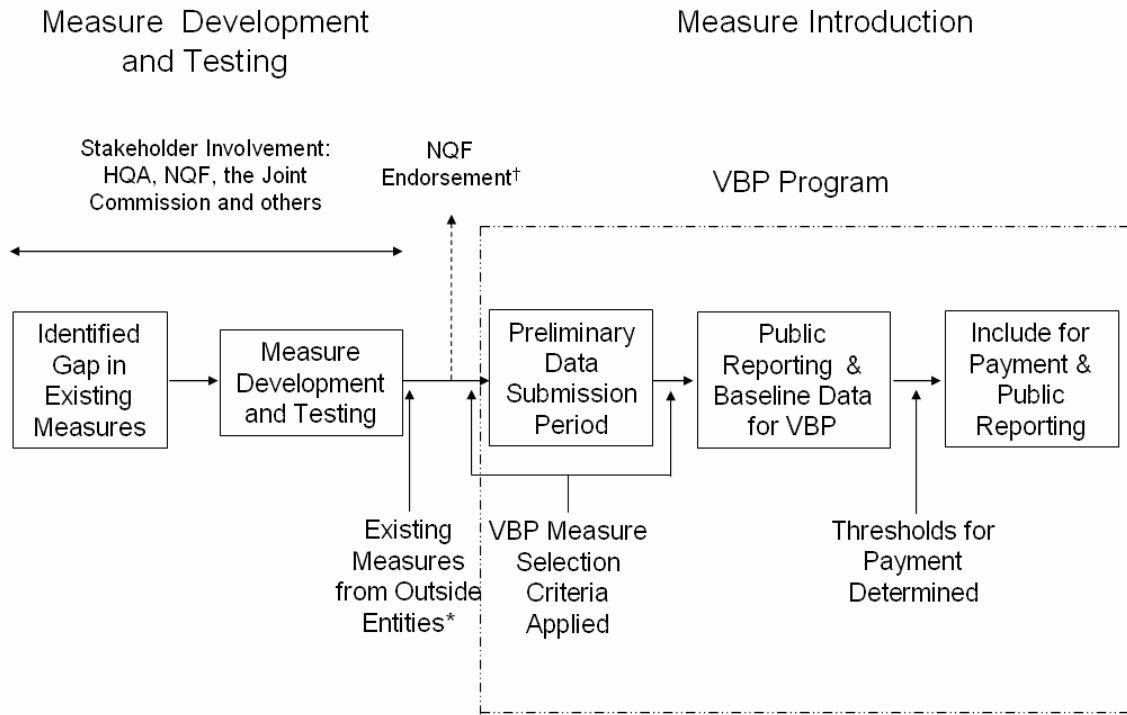 Measure Development
and Testing
Measure Introduction
Stakeholder Involvement:
HQA, NQF, the Joint
Commission and others
NQF
Endorsement†
VBP Program
Identified
Gap in
Existing
Measures
Measure
Development
and Testing
Preliminary
Data
Submission
Period
Public
Reporting &
Baseline Data
for VBP
Include for
Payment &
Public
Reporting
Existing
Measures
from Outside
Entities*
VBP Measure
Selection
Criteria
Applied
Thresholds for
Payment
Determined